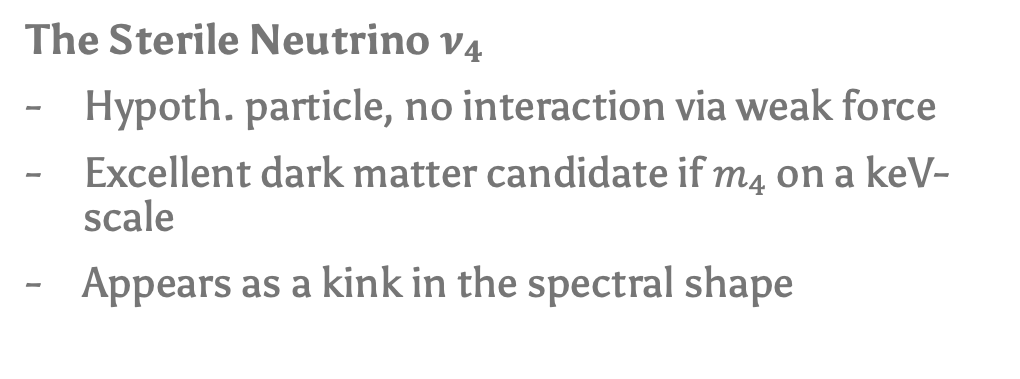 The Sterile Neutrino ν₄
- Hypoth. particle, no interaction via weak force
- Excellent dark matter candidate if m₄ on a keV-
scale
- Appears as a kink in the spectral shape